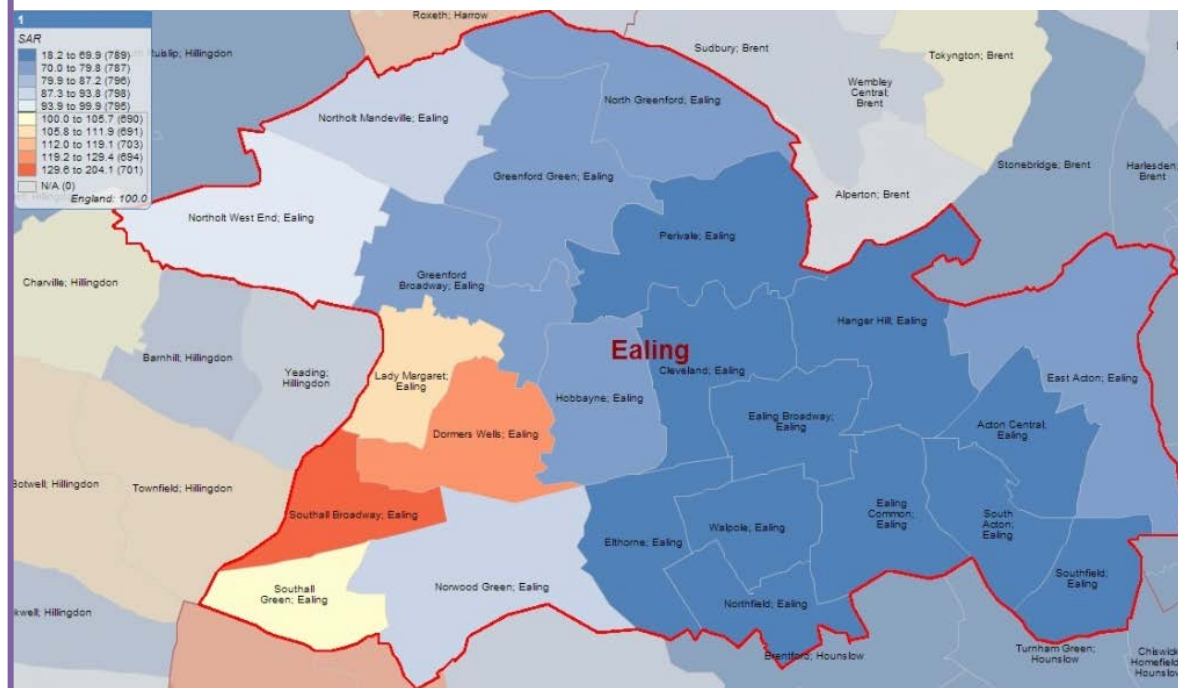 1
SAR
18.2 to 69.9 (789)
70.0 to 79.8 (787)
79.9 to 87.2 (796)
87.3 to 93.8 (798)
93.9 to 99.9 (795)
100.0 to 105.7 (690)
105.8 to 111.9 (691)
112.0 to 119.1 (703)
119.2 to 129.4 (694)
129.6 to 204.1 (701)
N/A (0)
England: 100.0
Roxeth; Harrow
Ruislip; Hillingdon
Sudbury; Brent
Tokyngton; Brent
Wembley
Central;
Brent
North Greenford; Ealing
Northolt Mandeville; Ealing
Stonebridge; Brent
Harlesden;
Brent
Greenford Green; Ealing
Alperton; Brent
Hillingdon
Northolt West End; Ealing
Perivale; Ealing
Charville; Hillingdon
Greenford
Broadway; Ealing
Hanger Hill; Ealing
Ealing
Barnhill; Hillingdon
Yeading;
Hillingdon
Lady Margaret;
Ealing
Cleveland; Ealing
East Acton; Ealing
Hobbayne; Ealing
Ealing Broadway;
Ealing
Acton Central;
Ealing
Dormers Wells; Ealing
Botwell; Hillingdon
Townfield; Hillingdon
Southall Broadway; Ealing
Ealing
Common;
Ealing
South
Acton;
Ealing
Walpole; Ealing
Elthorne; Ealing
Southfield;
Ealing
Southall
Green; Ealing
Norwood Green; Ealing
Northfield; Ealing
kwell; Hillingdon
Brentford; Hounslow
Turnham Green;
Hounslow
Chiswick
Homefield
Hounslow